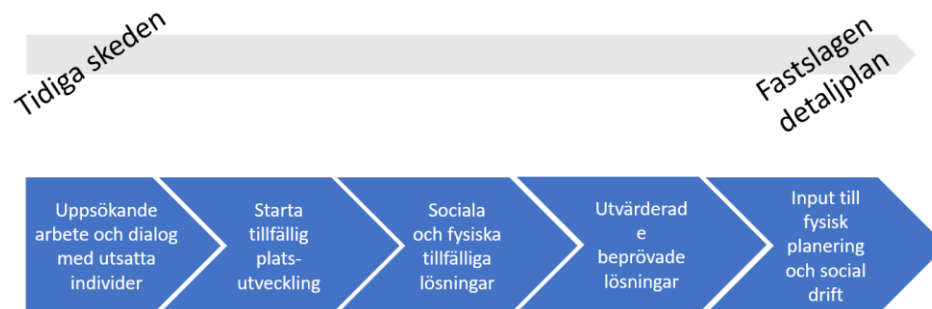 Tidiga skeden
Fastslagen
detaljplan
Uppsökande
arbete och dialog
med utsatta
individer
Starta
tillfällig
plats-
utveckling
Sociala
och fysiska
tillfälliga
lösningar
Utvärderad
e
beprövade
lösningar
Input till
fysisk
planering
och social
drift